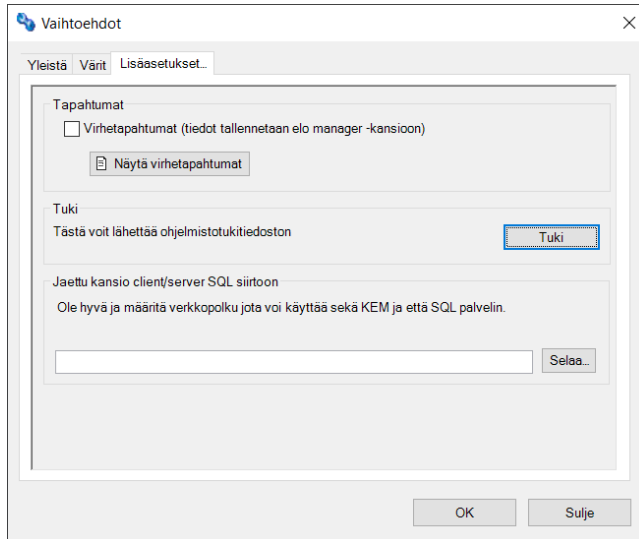 Vaihtoehdot
Yleistä Värit Lisäasetukset...
Tapahtumat
Virhetapahtumat (tiedot tallennetaan elo manager -kansioon)
Näytä virhetapahtumat
Tuki
Tästä voit lähettää ohjelmistotukitiedoston
Tuki
Jaettu kansio client/server SQL siirtoon
Ole hyvä ja määritä verkkopolku jota voi käyttää sekä KEM ja että SQL palvelin.
Selaa...
OK Sulje